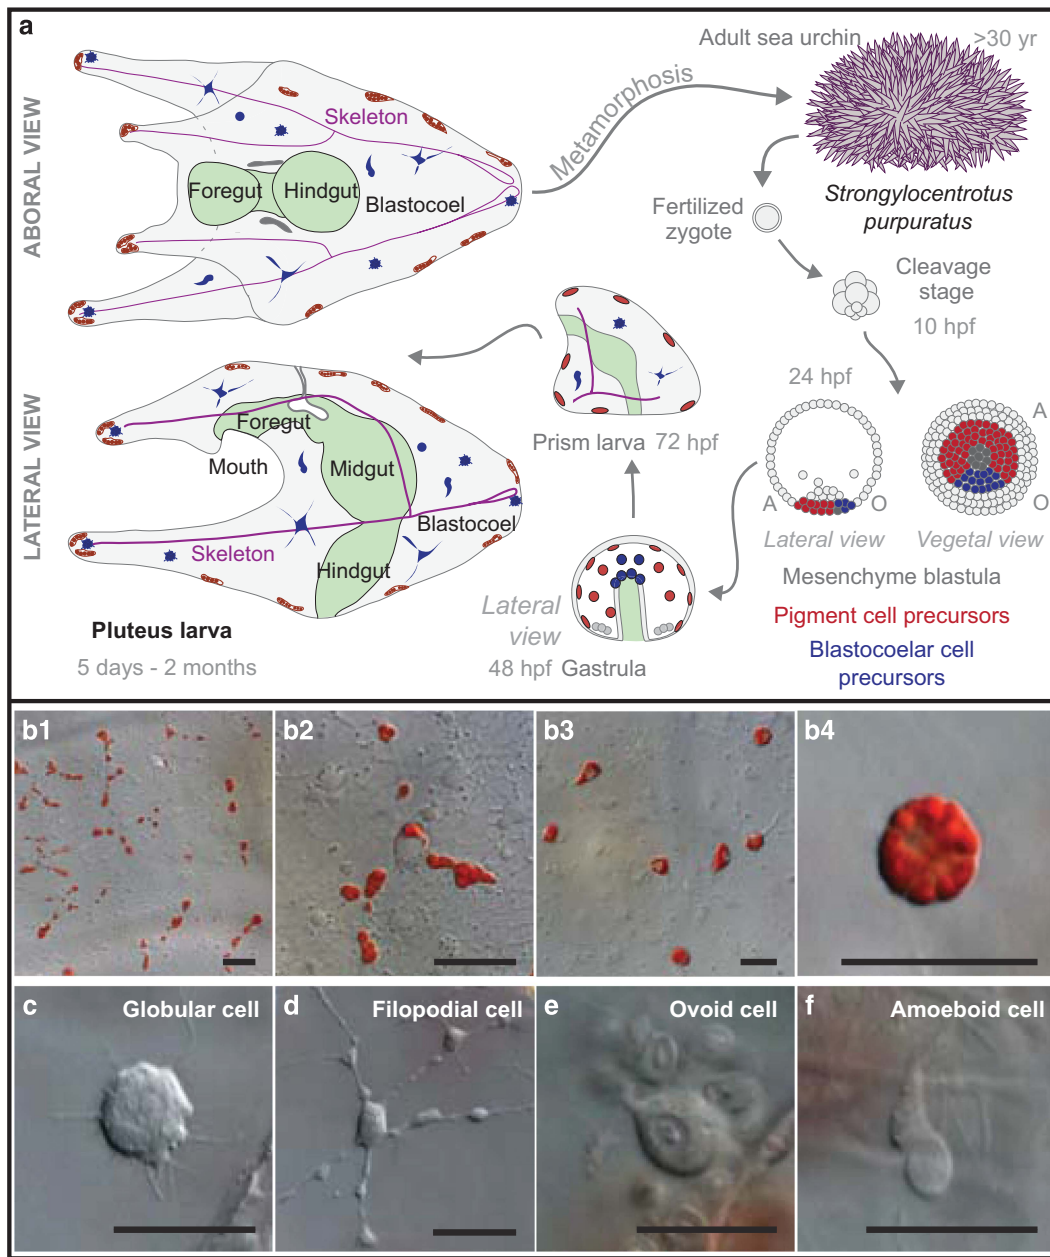 a
Adult sea urchin
>30 yr
ABORAL VIEW
Skeleton
Metamorphosis
Foregut
Hindgut
Blastocoel
Strongylocentrotus
purpuratus
Fertilized
zygote
Cleavage
stage
10 hpf
LATERAL VIEW
24 hpf
Foregut
Mouth
Midgut
Blastocoel
Skeleton
Hindgut
Prism larva 72 hpf
A
O
A
O
Lateral view
Vegetal view
Mesenchyme blastula
Pigment cell precursors
Blastocoelar cell
precursors
Lateral
view
48 hpf Gastrula
Pluteus larva
5 days - 2 months
b1
b2
b3
b4
c
Globular cell
d
Filopodial cell
e
Ovoid cell
f
Amoeboid cell